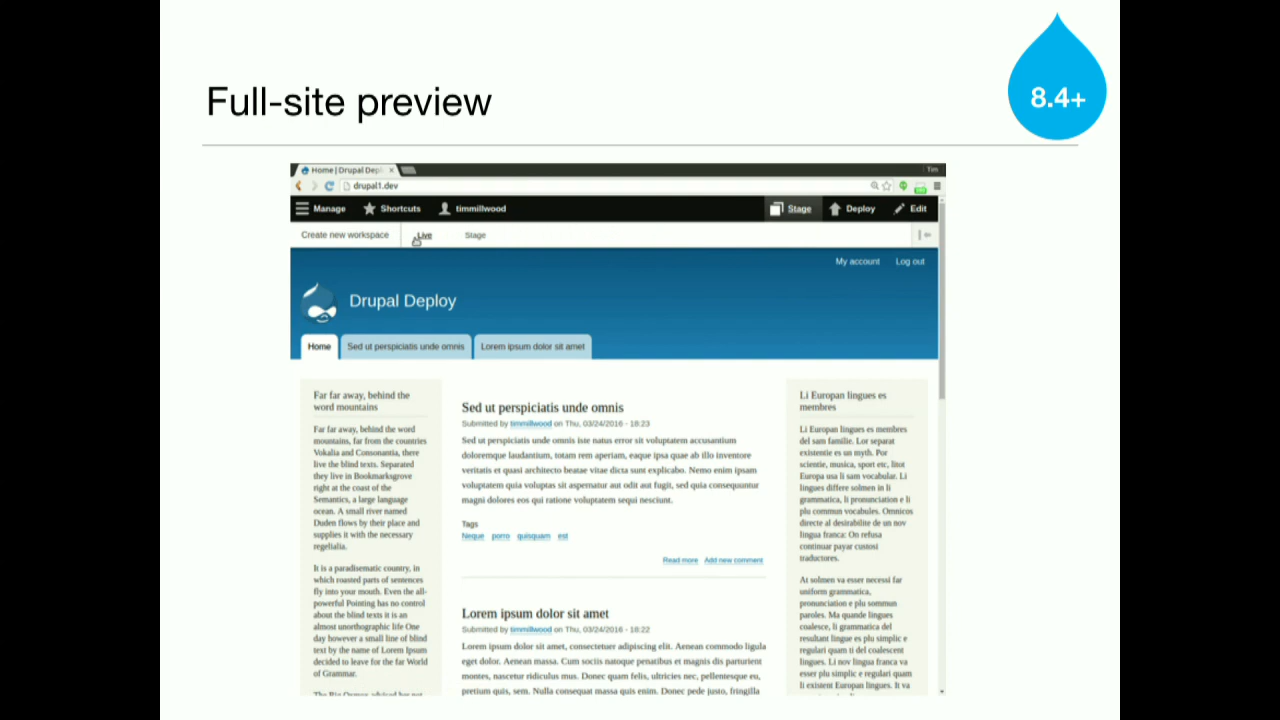 Full-site preview
8.4+
Home | Drupal Dep
Tim
drupal1.dev
Manage
Shortcuts
timmillwood
Stage
Deploy
Edit
Create new workspace
Live
Stage
My account
Log out
Drupal Deploy
Home
Sed ut perspiciatis unde omnis
Lorem ipsum dolor sit amet
Far far away, behind the
word mountains
Far far away, behind the word
mountains, far from the countries
Vokalia and Consonantia, there
live the blind texts. Separated
they live in Bookmarksgrove
right at the coast of the
Semantics, a large language
ocean. A small river named
Duden flows by their place and
supplies it with the necessary
regelialia.
It is a paradisematic country, in
which roasted parts of sentences
fly into your mouth. Even the all-
powerful Pointing has no control
about the blind texts it is an
almost unorthographic life One
day however a small line of blind
text by the name of Lorem Ipsum
decided to leave for the far World
of Grammar.
The Big Oxmox advised her not
Sed ut perspiciatis unde omnis
Submitted by timmillwood on Thu, 03/24/2016 - 18:23
Sed ut perspiciatis unde omnis iste natus error sit voluptatem accusantium
doloremque laudantium, totam rem aperiam, eaque ipsa quae ab illo inventore
veritatis et quasi architecto beatae vitae dicta sunt explicabo. Nemo enim ipsam
voluptatem quia voluptas sit aspernatur aut odit aut fugit, sed quia consequuntur
magni dolores eos qui ratione voluptatem sequi nesciunt.
Tags
Neque porro quisquam est
Read more Add new comment
Lorem ipsum dolor sit amet
Submitted by timmillwood on Thu, 03/24/2016 - 18:22
Lorem ipsum dolor sit amet, consectetuer adipiscing elit. Aenean commodo ligula
eget dolor. Aenean massa. Cum sociis natoque penatibus et magnis dis parturient
montes, nascetur ridiculus mus. Donec quam felis, ultricies nec, pellentesque eu,
pretium quis, sem. Nulla consequat massa quis enim. Donec pede justo, fringilla
Li Europan lingues es
membres
Li Europan lingues es membres
del sam familie. Lor separat
existentie es un myth. Por
scientie, musica, sport etc, litot
Europa usa li sam vocabular. Li
lingues differe solmen in li
grammatica, li pronunciation e li
plu commun vocabules. Omnicos
directe al desirabilite de un nov
lingua franca: On refusa
continuar payar custosi
traductores.
At solmen va esser necessi far
uniform grammatica,
pronunciation e plu sommun
paroles. Ma quande lingues
coalesce, li grammatica del
resultant lingue es plu simplic e
regulari quam ti del coalescent
lingues. Li nov lingua franca va
esser plu simplic e regulari quam
li existent Europan lingues. It va